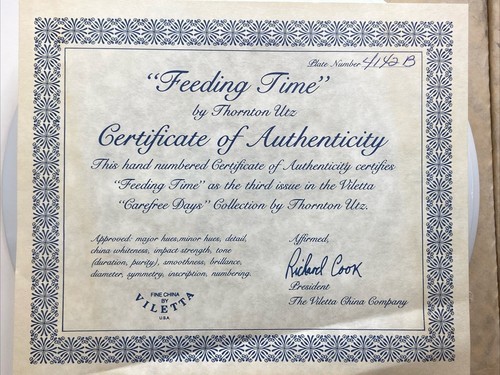 Plate Number 4142B
"Feeding Time"
by Thornton Utz
Certificate of Authenticity
This hand numbered Certificate of Authenticity certifies
"Feeding Time" as the third issue in the Viletta
"Carefree Days" Collection by Thornton Utz.
Approved: major hues, minor hues, detail,
china whiteness, impact strength, tone
(duration, purity), smoothness, brillance,
diameter, symmetry, inscription, numbering.
FINE CHINA
BY
VILETTA
U.S.A
Affirmed,
Richard Cook
President
The Viletta China Company